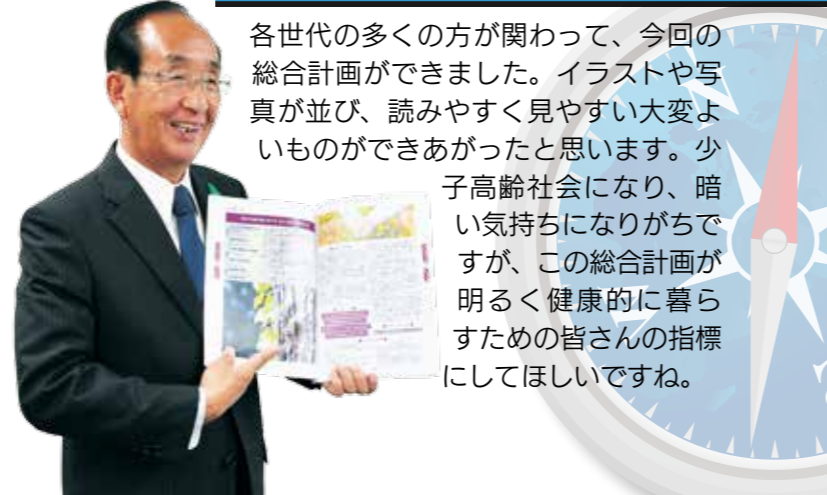 各世代の多くの方が関わって、今回の
総合計画ができました。イラストや写
真が並び、読みやすく見やすい大変よ
いものができあがったと思います。少
子高齢社会になり、暗
い気持ちになりがちで
すが、この総合計画が
明るく健康的に暮ら
すための皆さんの指標
にしてほしいですね。
N